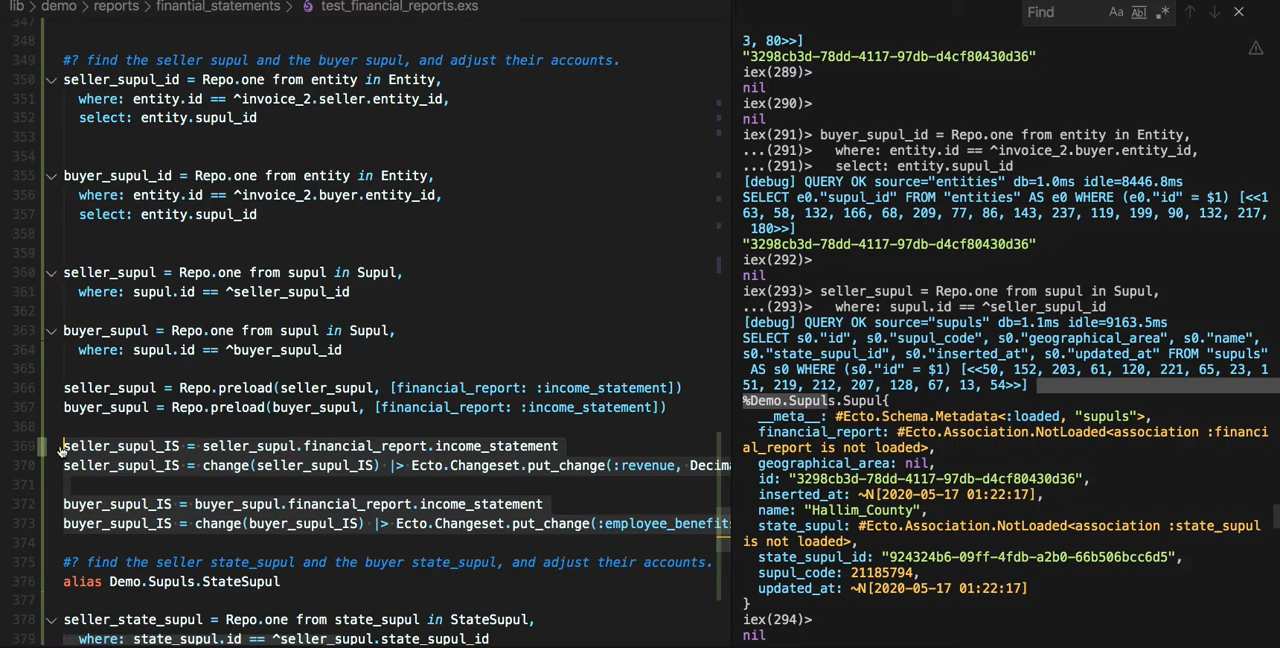 lib > demo > reports > finantial_statements > test_financial_reports.exs
Find Aa Ab| .*
347
348
349 #? find the seller supul and the buyer supul, and adjust their accounts.
350 seller_supul_id = Repo.one from entity in Entity,
351 where: entity.id == ^invoice_2.seller.entity_id,
352 select: entity.supul_id
353
354
355 buyer_supul_id = Repo.one from entity in Entity,
356 where: entity.id == ^invoice_2.buyer.entity_id,
357 select: entity.supul_id
358
359
360 seller_supul = Repo.one from supul in Supul,
361 where: supul.id == ^seller_supul_id
362
363 buyer_supul = Repo.one from supul in Supul,
364 where: supul.id == ^buyer_supul_id
365
366 seller_supul = Repo.preload(seller_supul, [financial_report: :income_statement])
367 buyer_supul = Repo.preload(buyer_supul, [financial_report: :income_statement])
368
369 seller_supul_IS = seller_supul.financial_report.income_statement
370 seller_supul_IS = change(seller_supul_IS) |> Ecto.Changeset.put_change(:revenue, Decima
371
372 buyer_supul_IS = buyer_supul.financial_report.income_statement
373 buyer_supul_IS = change(buyer_supul_IS) |> Ecto.Changeset.put_change(:employee_benefits
374
375 #? find the seller state_supul and the buyer state_supul, and adjust their accounts.
376 alias Demo.Supuls.StateSupul
377
378 seller_state_supul = Repo.one from state_supul in StateSupul,
379 where: state_supul.id == ^seller_supul.state_supul_id
3, 80>>]
"3298cb3d-78dd-4117-97db-d4cf80430d36"
iex(289)>
nil
iex(290)>
nil
iex(291)> buyer_supul_id = Repo.one from entity in Entity,
...(291)> where: entity.id == ^invoice_2.buyer.entity_id,
...(291)> select: entity.supul_id
[debug] QUERY OK source="entities" db=1.0ms idle=8446.8ms
SELECT e0."supul_id" FROM "entities" AS e0 WHERE (e0."id" = $1) [<<1
63, 58, 132, 166, 68, 209, 77, 86, 143, 237, 119, 199, 90, 132, 217,
180>>]
"3298cb3d-78dd-4117-97db-d4cf80430d36"
iex(292)>
nil
iex(293)> seller_supul = Repo.one from supul in Supul,
...(293)> where: supul.id == ^seller_supul_id
[debug] QUERY OK source="supuls" db=1.1ms idle=9163.5ms
SELECT s0."id", s0."supul_code", s0."geographical_area", s0."name",
s0."state_supul_id", s0."inserted_at", s0."updated_at" FROM "supuls"
AS s0 WHERE (s0."id" = $1) [<<50, 152, 203, 61, 120, 221, 65, 23, 1
51, 219, 212, 207, 128, 67, 13, 54>>]
%Demo.Supuls.Supul{
__meta__: #Ecto.Schema.Metadata<:loaded, "supuls">,
financial_report: #Ecto.Association.NotLoaded<association :financi
al_report is not loaded>,
geographical_area: nil,
id: "3298cb3d-78dd-4117-97db-d4cf80430d36",
inserted_at: ~N[2020-05-17 01:22:17],
name: "Hallim_County",
state_supul: #Ecto.Association.NotLoaded<association :state_supul
is not loaded>,
state_supul_id: "924324b6-09ff-4fdb-a2b0-66b506bcc6d5",
supul_code: 21185794,
updated_at: ~N[2020-05-17 01:22:17]
}
iex(294)>
nil